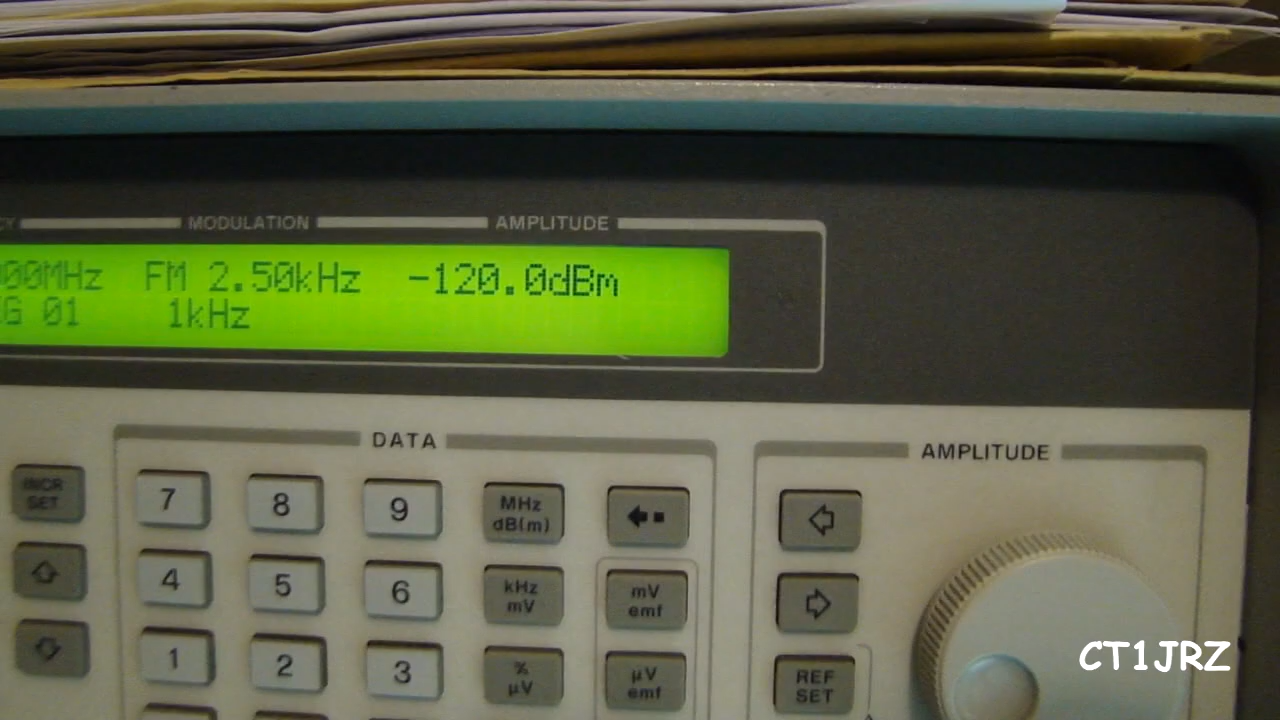 MODULATION
AMPLITUDE
00MHz FM 2.50kHz -120.0dBm
G 01 1kHz
DATA
AMPLITUDE
INCR
SET
7
8
9
MHz
dB(m)
4
5
6
kHz
mV
mV
emf
1
2
3
%
µV
µV
emf
REF
SET
CT1JRZ